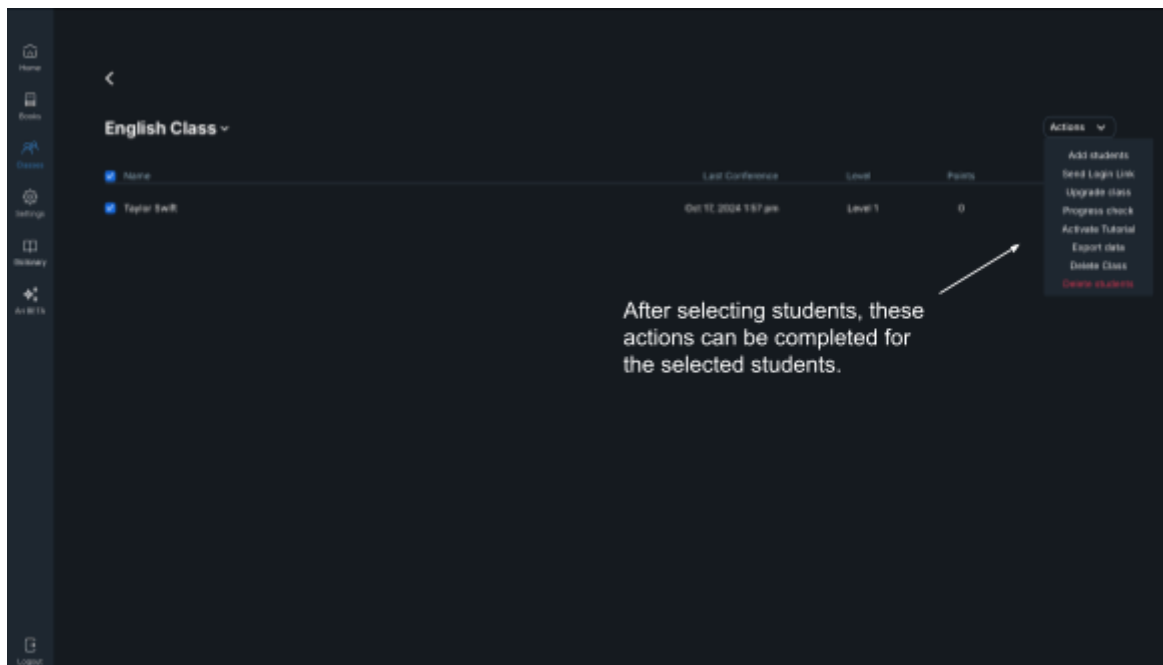 Home
Books
Classes
Settings
Dictionary
Logout
English Class
Actions
Name
Last Conference
Level
Points
Taylor Swift
Oct 17, 2024 1:57 pm
Level 1
0
Add students
Send Login Link
Upgrade class
Progress check
Activate Tutorial
Export data
Delete Class
Delete students
After selecting students, these
actions can be completed for
the selected students.